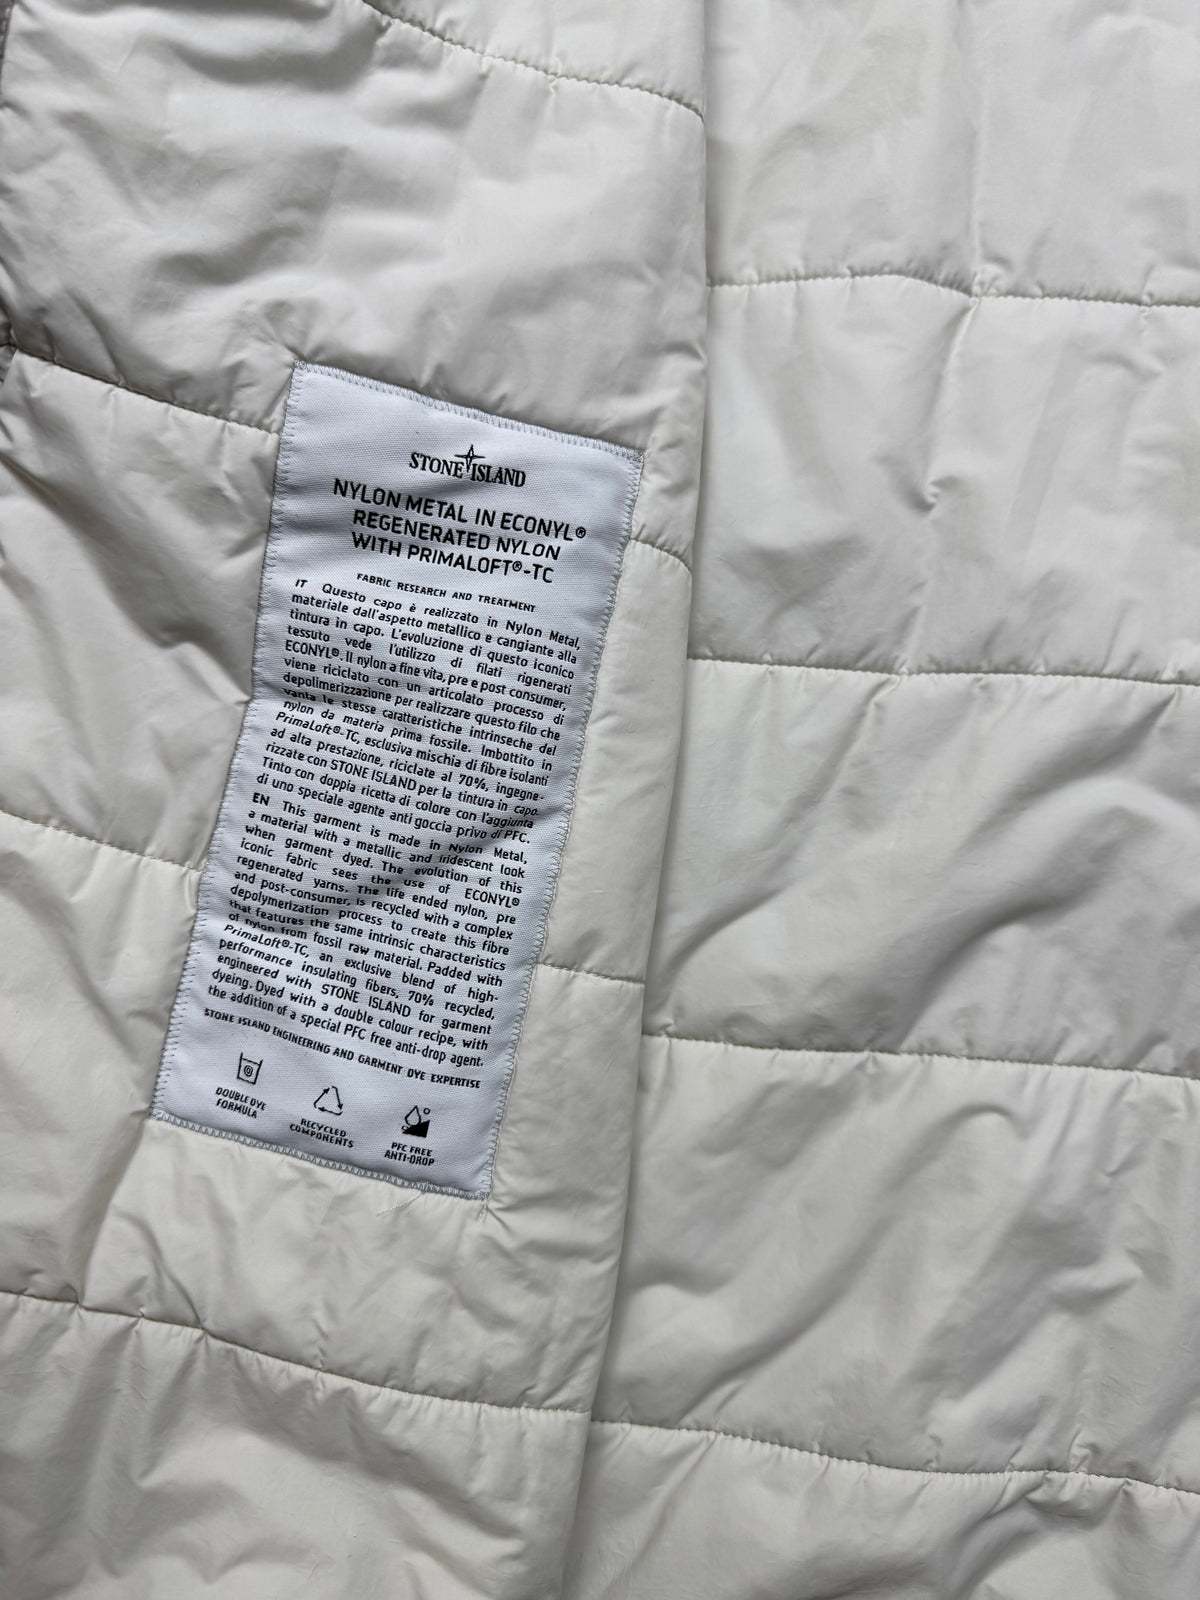 STONE ISLAND
NYLON METAL IN ECONYL®
REGENERATED NYLON
WITH PRIMALOFT®-TC
FABRIC RESEARCH AND TREATMENT
IT Questo capo è realizzato in Nylon Metal,
materiale dall'aspetto metallico e cangiante alla
tintura in capo. L'evoluzione di questo iconico
tessuto vede l'utilizzo di filati rigenerati
ECONYL®. Il nylon a fine vita, pre e post consumer,
viene riciclato con un articolato processo di
depolimerizzazione per realizzare questo filo che
vanta le stesse caratteristiche intrinseche del
nylon da materia prima fossile. Imbottito in
PrimaLoft®-TC, esclusiva mischia di fibre isolanti
ad alta prestazione, riciclate al 70%, ingegne-
rizzate con STONE ISLAND per la tintura in capo.
Tinto con doppia ricetta di colore con l'aggiunta
di uno speciale agente anti goccia privo di PFC.
EN This garment is made in Nylon Metal,
a material with a metallic and iridescent look
when garment dyed. The evolution of this
iconic fabric sees the use of ECONYL®
regenerated yarns. The life ended nylon, pre
and post-consumer, is recycled with a complex
depolymerization process to create this fibre
that features the same intrinsic characteristics
of nylon from fossil raw material. Padded with
PrimaLoft®-TC, an exclusive blend of high-
performance insulating fibers, 70% recycled,
engineered with STONE ISLAND for garment
dyeing. Dyed with a double colour recipe, with
the addition of a special PFC free anti-drop agent.
STONE ISLAND ENGINEERING AND GARMENT DYE EXPERTISE
DOUBLE DYE
FORMULA
RECYCLED
COMPONENTS
PFC FREE
ANTI-DROP